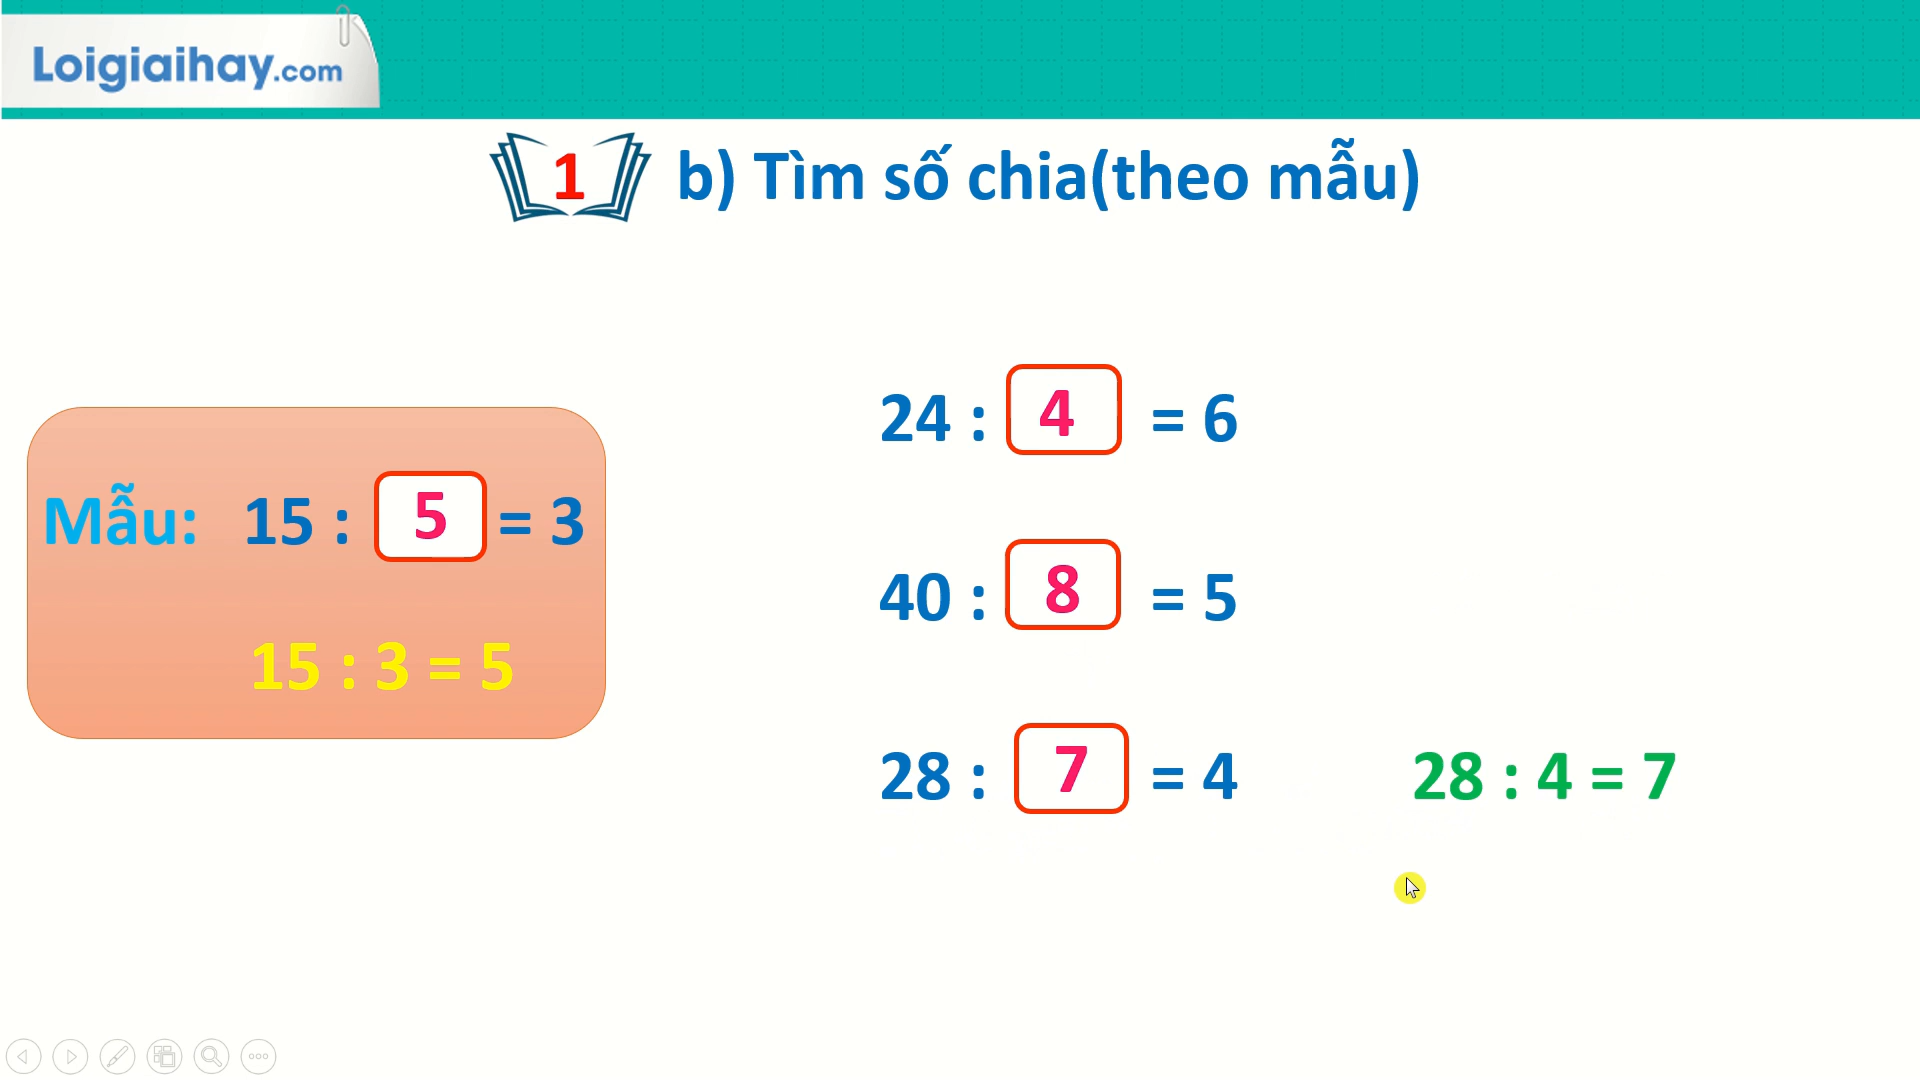 Loigiaihay.com
1 b) Tìm số chia(theo mẫu)
24 : 4 = 6
Mẫu: 15 : 5 = 3
40 : 8 = 5
15 : 3 = 5
28 : 7 = 4 28 : 4 = 7